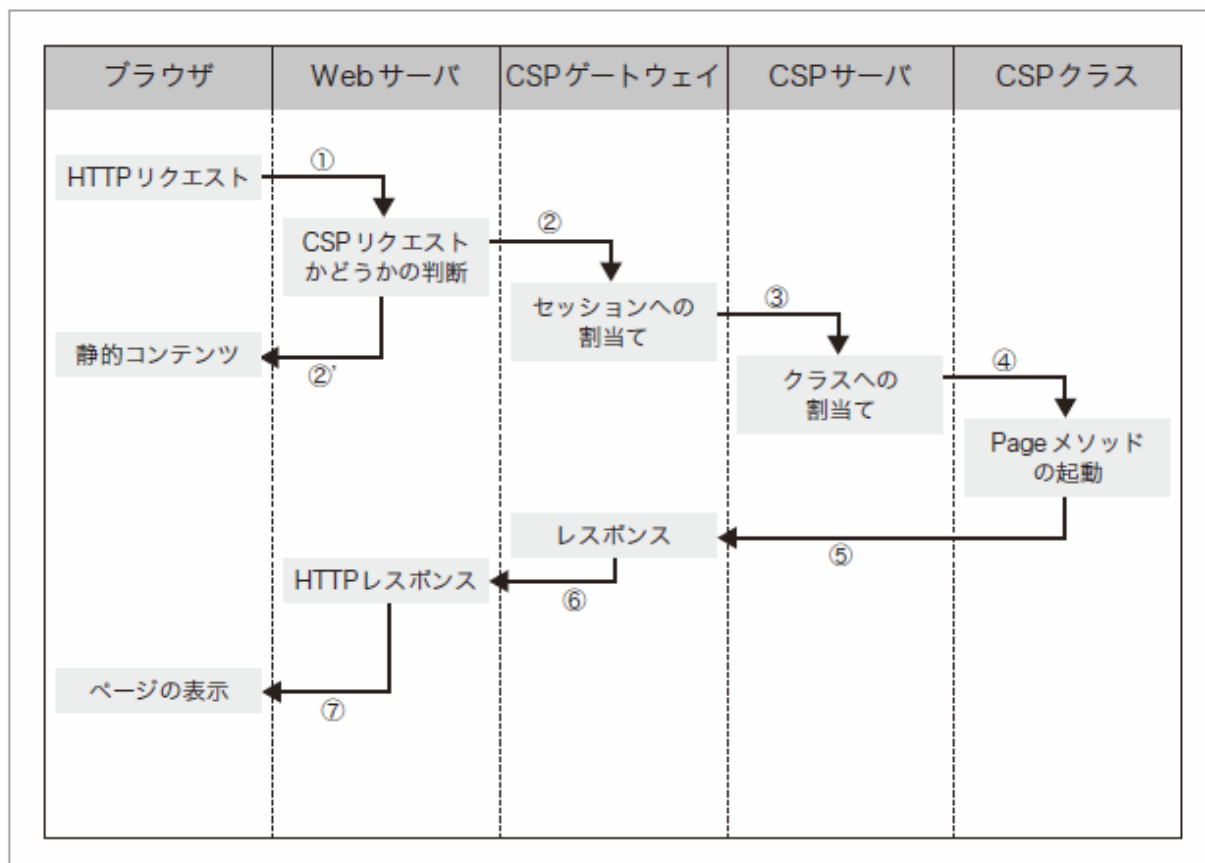 ブラウザ
Webサーバ
CSPゲートウェイ
CSPサーバ
CSPクラス
HTTPリクエスト
①
CSPリクエスト
かどうかの判断
②
セッションへの
割当て
③
静的コンテンツ
②'
クラスへの
割当て
④
Pageメソッド
の起動
レスポンス
⑤
HTTPレスポンス
⑥
ページの表示
⑦